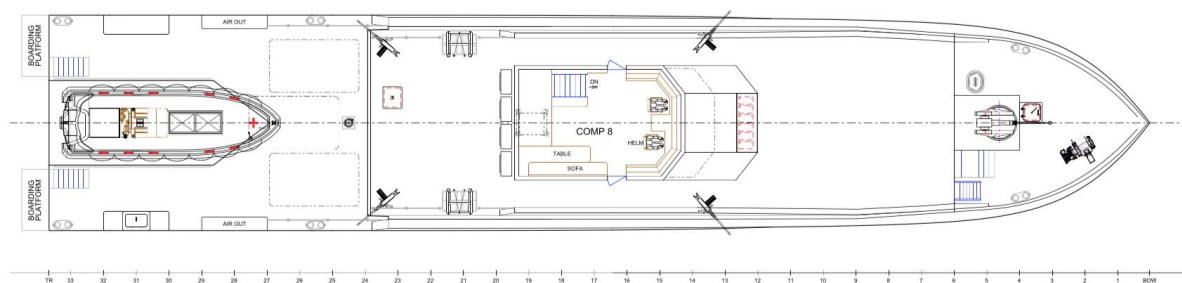 BOARDING
PLATFORM
AIR OUT
DN
COMP 8
HELM
TABLE
SOFA
BOARDING
PLATFORM
AIR OUT
TR 33 32 31 30 29 28 27 26 25 24 23 22 21 20 19 18 17 16 15 14 13 12 11 10 9 8 7 6 5 4 3 2 1 BOW